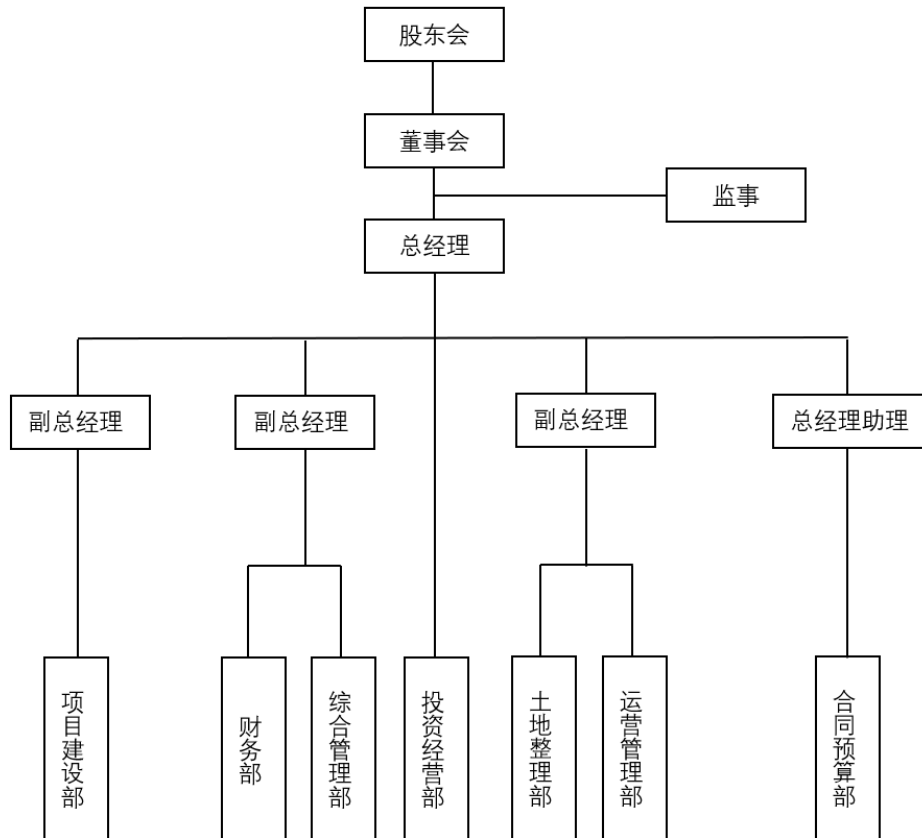 股东会
董事会
监事
总经理
副总经理
副总经理
副总经理
总经理助理
项目建设部
财务部
综合管理部
投资经营部
土地整理部
运营管理部
合同预算部